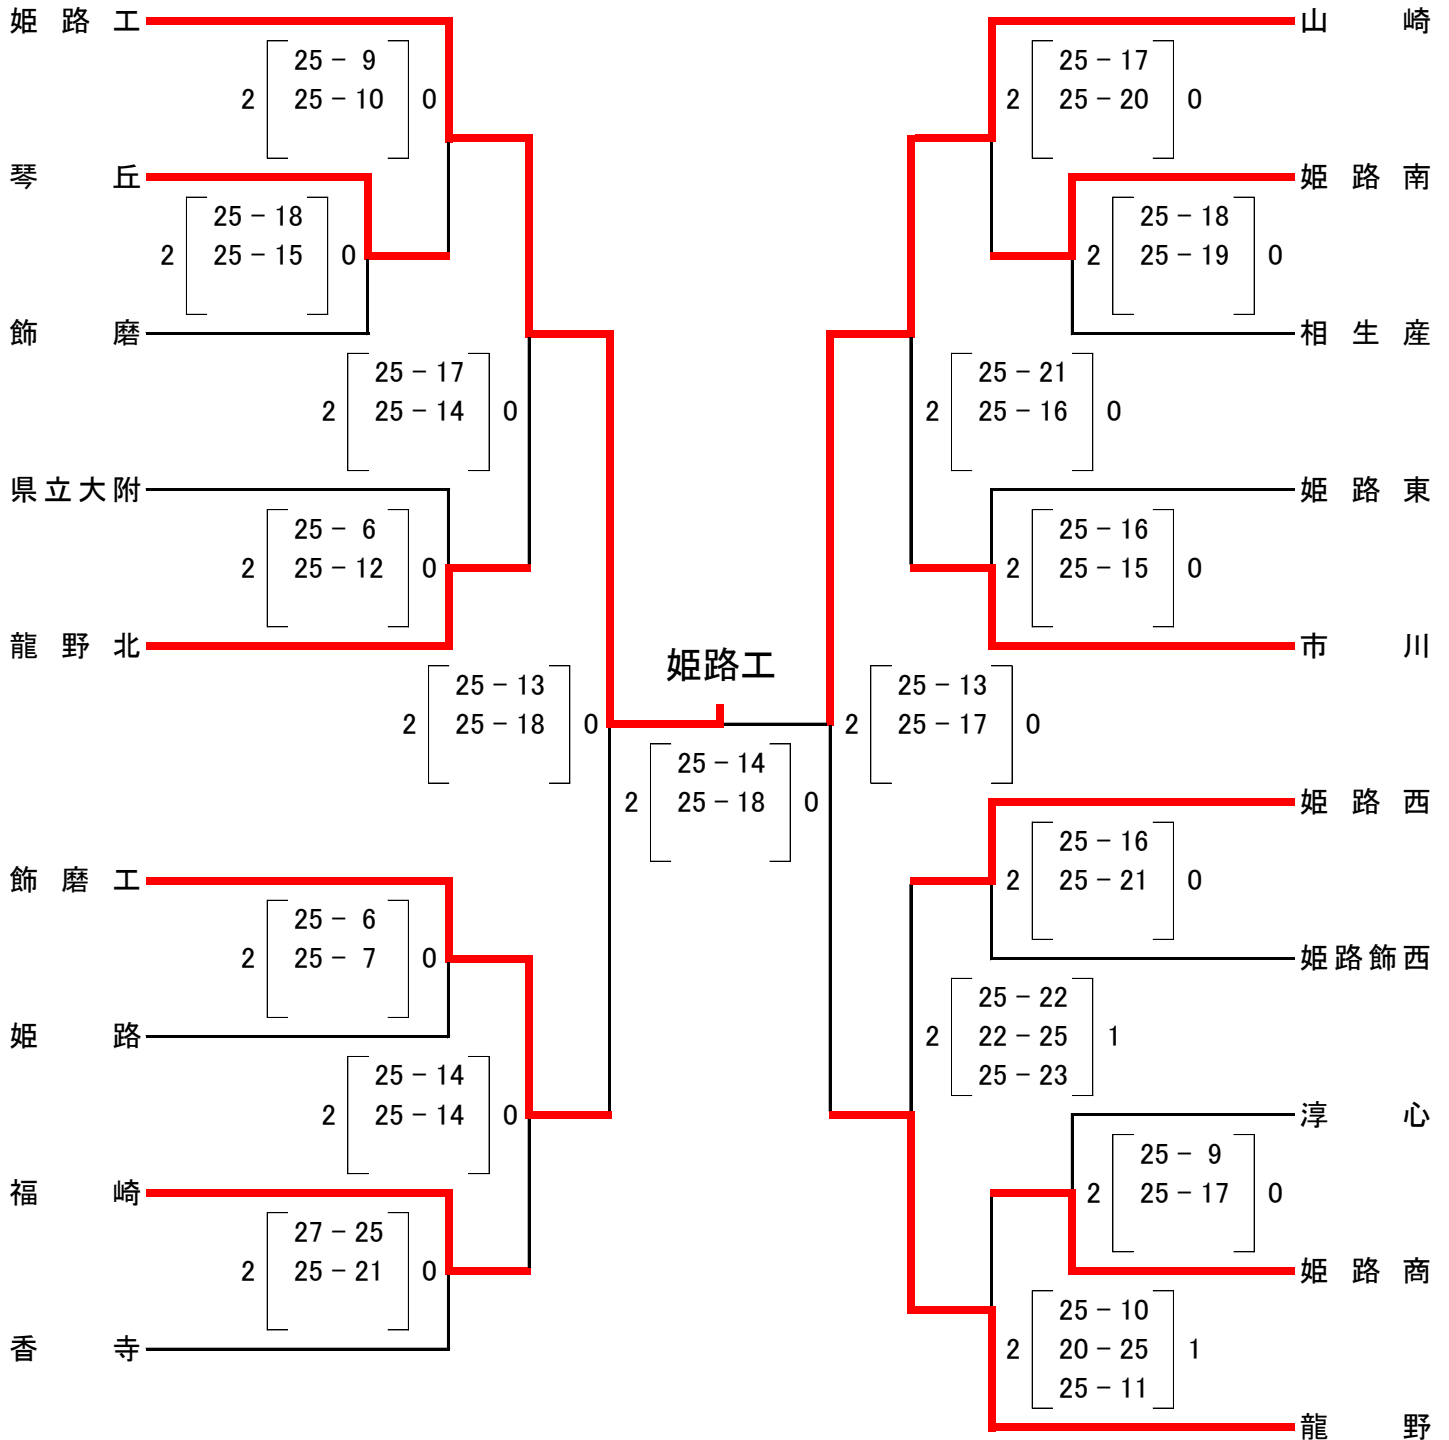 姫路工
25 - 9
2 25 - 10 0
琴丘
25 - 18
2 25 - 15 0
飾磨
25 - 17
2 25 - 14 0
県立大附
25 - 6
2 25 - 12 0
龍野北
25 - 13
2 25 - 18 0
飾磨工
25 - 6
2 25 - 7 0
姫路
25 - 14
2 25 - 14 0
福崎
27 - 25
2 25 - 21 0
香寺
姫路工
25 - 14
2 25 - 18 0
山崎
25 - 17
2 25 - 20 0
姫路南
25 - 18
2 25 - 19 0
相生産
25 - 21
2 25 - 16 0
姫路東
25 - 16
2 25 - 15 0
市川
25 - 13
2 25 - 17 0
姫路西
25 - 16
2 25 - 21 0
姫路飾西
25 - 22
2 22 - 25 1
25 - 23
淳心
25 - 9
2 25 - 17 0
姫路商
25 - 10
2 20 - 25 1
25 - 11
龍野